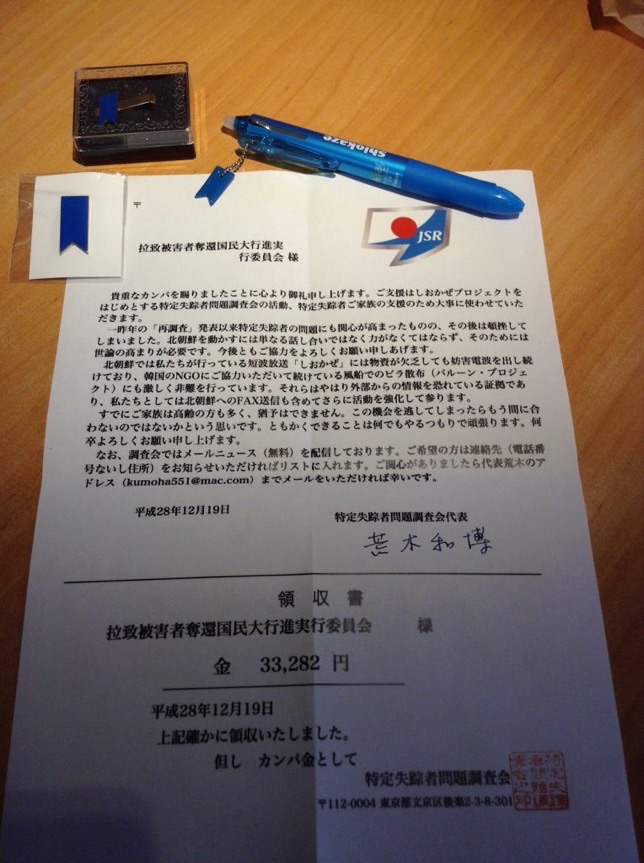 Shiokaze
JSR
〒
拉致被害者奪還国民大行進実
行委員会 様
貴重なカンパを賜りましたことに心より御礼申し上げます。ご支援はしおかぜプロジェクトを
はじめとする特定失踪者問題調査会の活動、特定失踪者ご家族の支援のため大事に使わせていた
だきます。
一昨年の「再調査」発表以来特定失踪者の問題にも関心が高まったものの、その後は頓挫して
しまいました。北朝鮮を動かすには単なる話し合いではなく力がなくてはならず、そのためには
世論の高まりが必要です。今後ともご協力をよろしくお願い申しあげます。
北朝鮮では私たちが行っている短波放送「しおかぜ」には物資が欠乏しても妨害電波を出し続
けており、韓国のNGOにご協力いただいて続けている風船でのビラ散布（バルーン・プロジェ
クト）にも激しく非難を行っています。それらはやはり外部からの情報を恐れている証拠であ
り、私たちとしては北朝鮮へのFAX送信も含めてさらに活動を強化して参ります。
すでにご家族は高齢の方も多く、猶予はできません。この機会を逃してしまったらもう間に合
わないのではないかという思いです。ともかくできることは何でもやるつもりで頑張ります。何
卒よろしくお願い申し上げます。
なお、調査会ではメールニュース（無料）を配信しております。ご希望の方は連絡先（電話番
号ないし住所）をお知らせいただければリストに入れます。ご関心がありましたら代表荒木のア
ドレス（kumoha551@mac.com）までメールをいただければ幸いです。
平成28年12月19日
特定失踪者問題調査会代表
荒木和博
領収書
拉致被害者奪還国民大行進実行委員会 様
金 33,282 円
平成28年12月19日
上記確かに領収いたしました。
但し カンパ金として
特定失踪者問題調査会
〒112-0004 東京都文京区後楽2-3-8-301